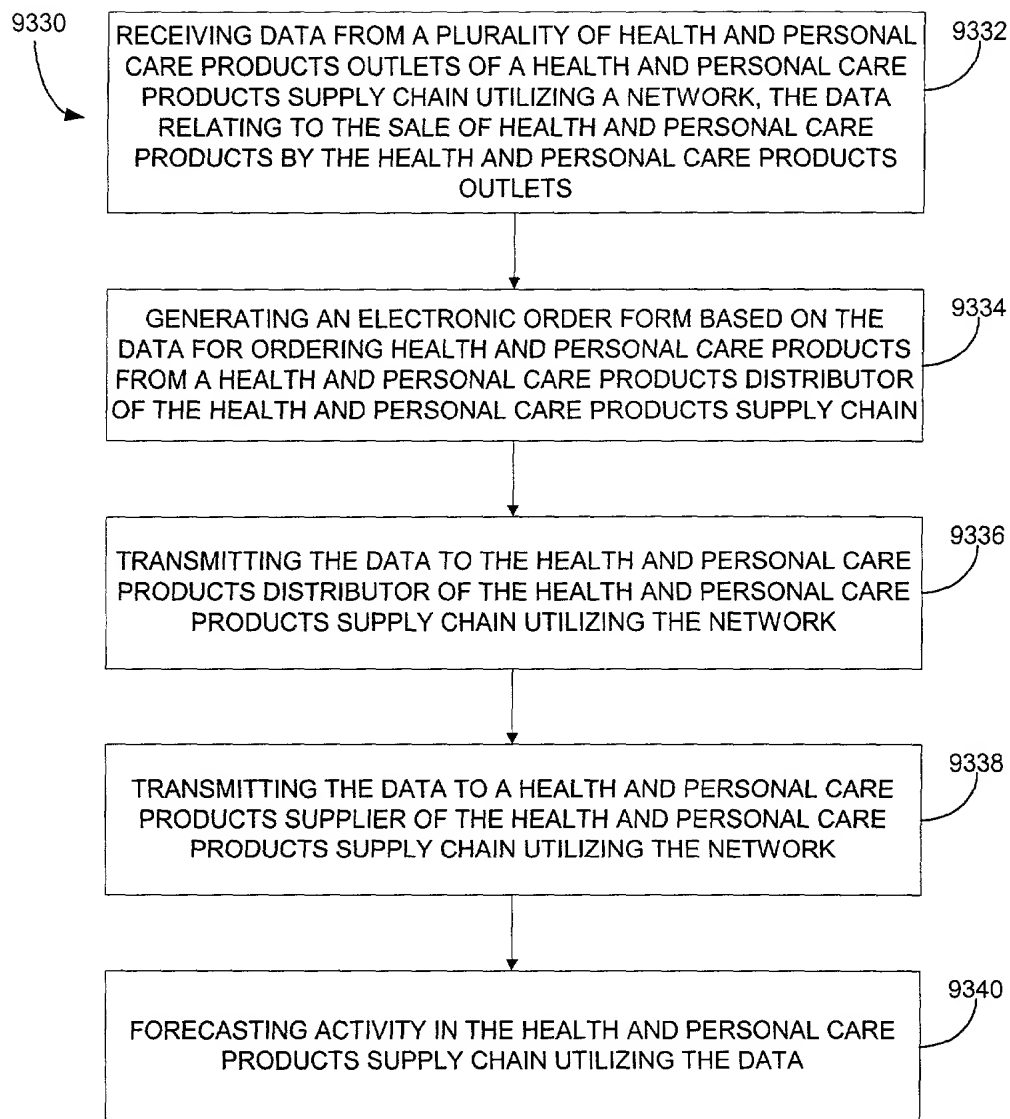 9330
RECEIVING DATA FROM A PLURALITY OF HEALTH AND PERSONAL
CARE PRODUCTS OUTLETS OF A HEALTH AND PERSONAL CARE
PRODUCTS SUPPLY CHAIN UTILIZING A NETWORK, THE DATA
RELATING TO THE SALE OF HEALTH AND PERSONAL CARE
PRODUCTS BY THE HEALTH AND PERSONAL CARE PRODUCTS
OUTLETS
9332
GENERATING AN ELECTRONIC ORDER FORM BASED ON THE
DATA FOR ORDERING HEALTH AND PERSONAL CARE PRODUCTS
FROM A HEALTH AND PERSONAL CARE PRODUCTS DISTRIBUTOR
OF THE HEALTH AND PERSONAL CARE PRODUCTS SUPPLY CHAIN
9334
TRANSMITTING THE DATA TO THE HEALTH AND PERSONAL CARE
PRODUCTS DISTRIBUTOR OF THE HEALTH AND PERSONAL CARE
PRODUCTS SUPPLY CHAIN UTILIZING THE NETWORK
9336
TRANSMITTING THE DATA TO A HEALTH AND PERSONAL CARE
PRODUCTS SUPPLIER OF THE HEALTH AND PERSONAL CARE
PRODUCTS SUPPLY CHAIN UTILIZING THE NETWORK
9338
FORECASTING ACTIVITY IN THE HEALTH AND PERSONAL CARE
PRODUCTS SUPPLY CHAIN UTILIZING THE DATA
9340